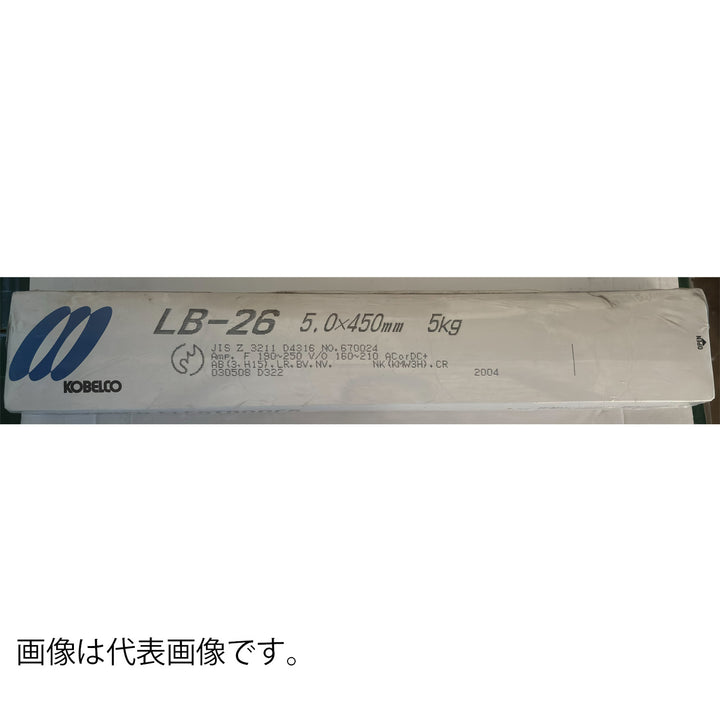 LB-26 5.0×450mm 5kg
JIS Z 3211 D4316 NO.670024
Amp. F 190~250 V/O 160~210 ACorDC+
AB(3.H15).LR.BV.NV. NK(KMW3H).CR
D30508 D322 2004
KOBELCO
画像は代表画像です。